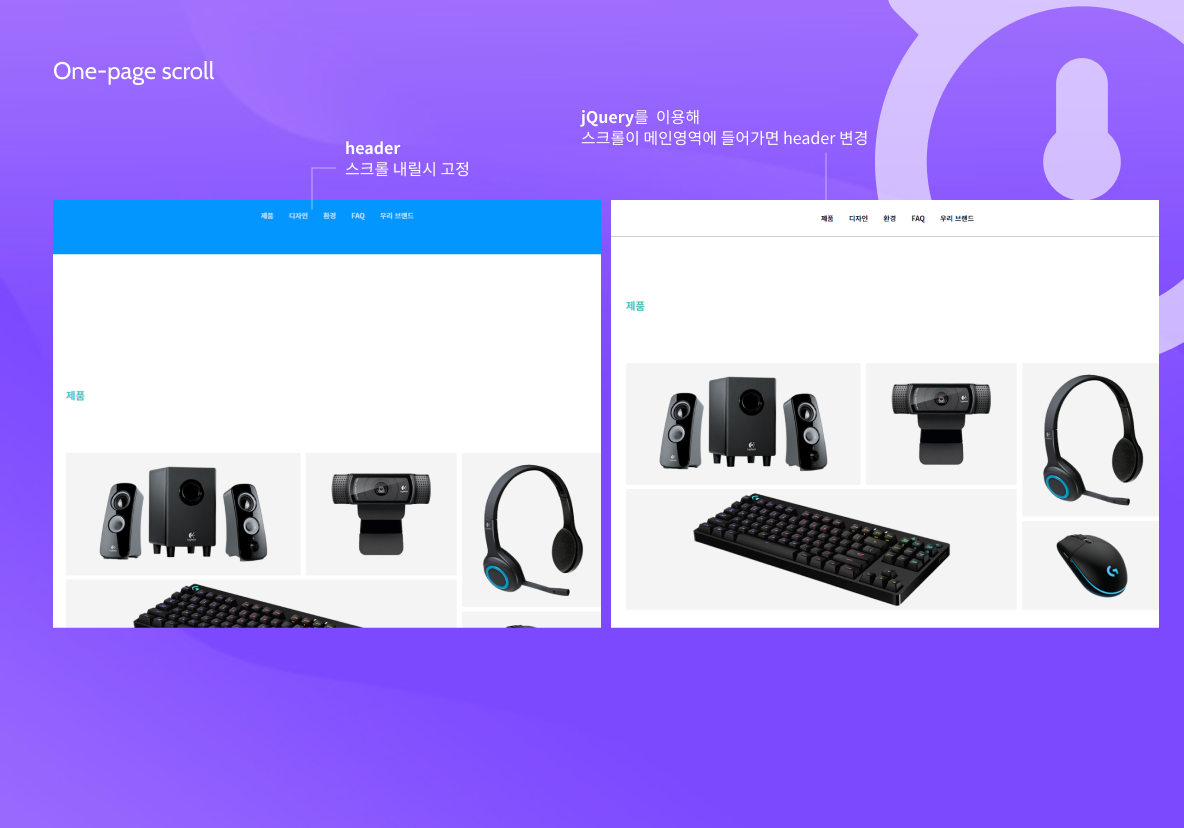 One-page scroll
jQuery를 이용해
스크롤이 메인영역에 들어가면 header 변경
header
스크롤 내릴시 고정
제품 디자인 환경 FAQ 우리 브랜드
제품
제품 디자인 환경 FAQ 우리 브랜드
제품